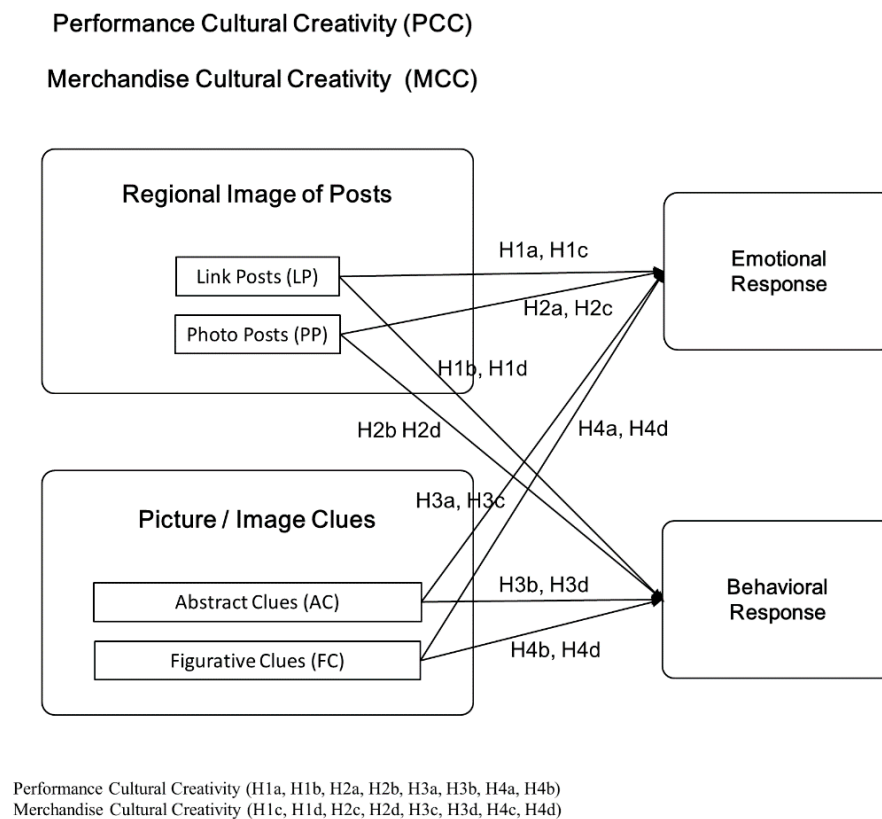 Performance Cultural Creativity (PCC)
Merchandise Cultural Creativity (MCC)
Regional Image of Posts
Link Posts (LP)
Photo Posts (PP)
H1a, H1c
H2a, H2c
H1b, H1d
H2b H2d
Emotional
Response
Picture / Image Clues
Abstract Clues (AC)
Figurative Clues (FC)
H4a, H4d
H3a, H3c
H3b, H3d
H4b, H4d
Behavioral
Response
Performance Cultural Creativity (H1a, H1b, H2a, H2b, H3a, H3b, H4a, H4b)
Merchandise Cultural Creativity (H1c, H1d, H2c, H2d, H3c, H3d, H4c, H4d)